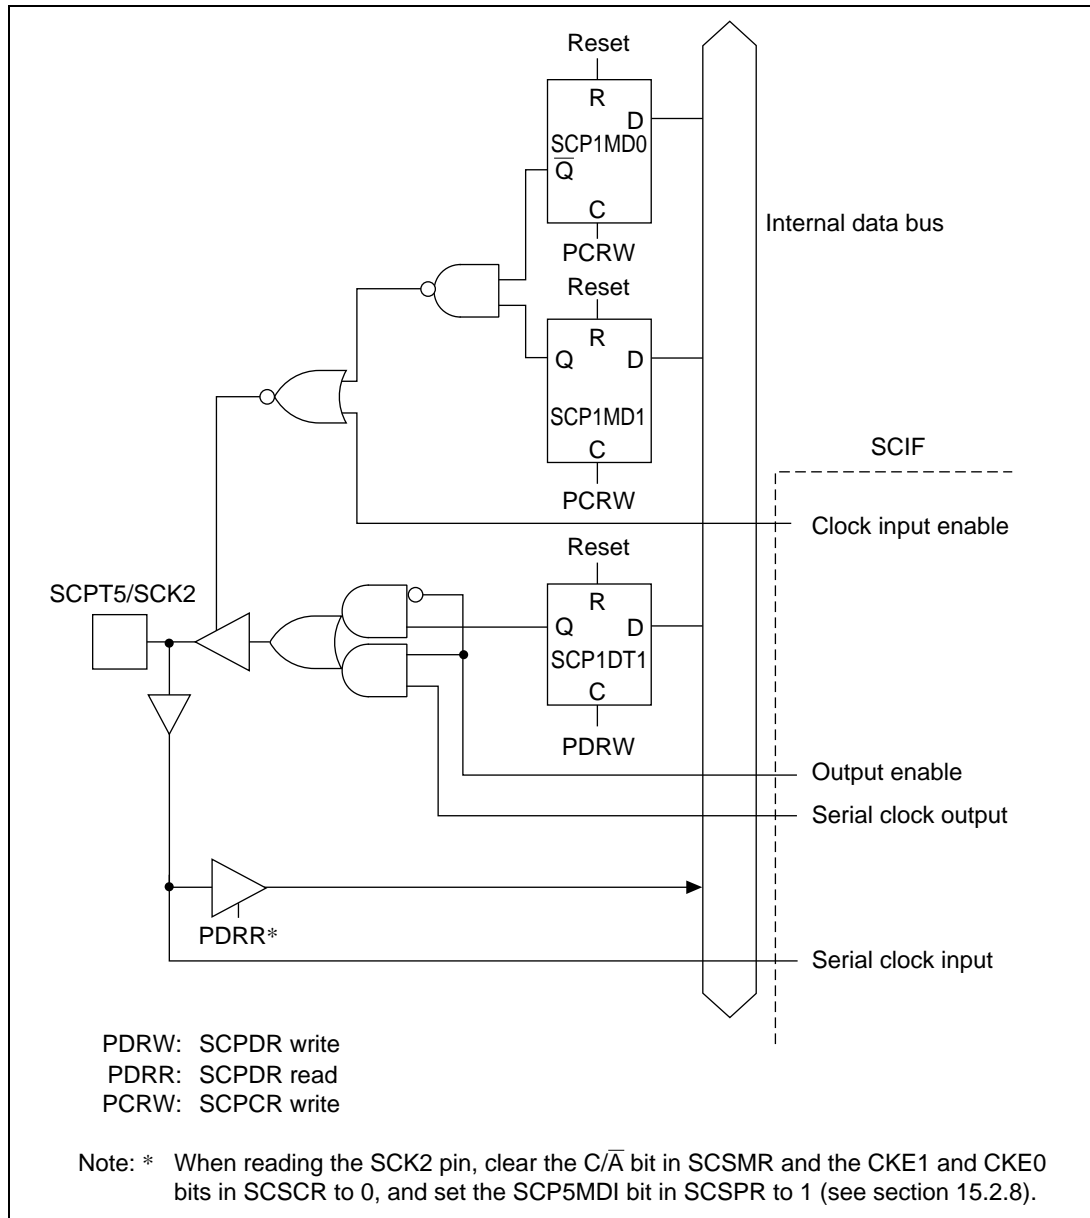 Reset
R
D
SCP1MD0
Q̅
C
PCRW
Internal data bus
Reset
R
Q D
SCP1MD1
C
PCRW
SCIF
Clock input enable
Reset
SCPT5/SCK2
R
Q D
SCP1DT1
C
PDRW
Output enable
Serial clock output
PDRR*
Serial clock input
PDRW: SCPDR write
PDRR: SCPDR read
PCRW: SCPCR write
Note: * When reading the SCK2 pin, clear the C/A̅ bit in SCSMR and the CKE1 and CKE0
bits in SCSCR to 0, and set the SCP5MDI bit in SCSPR to 1 (see section 15.2.8).